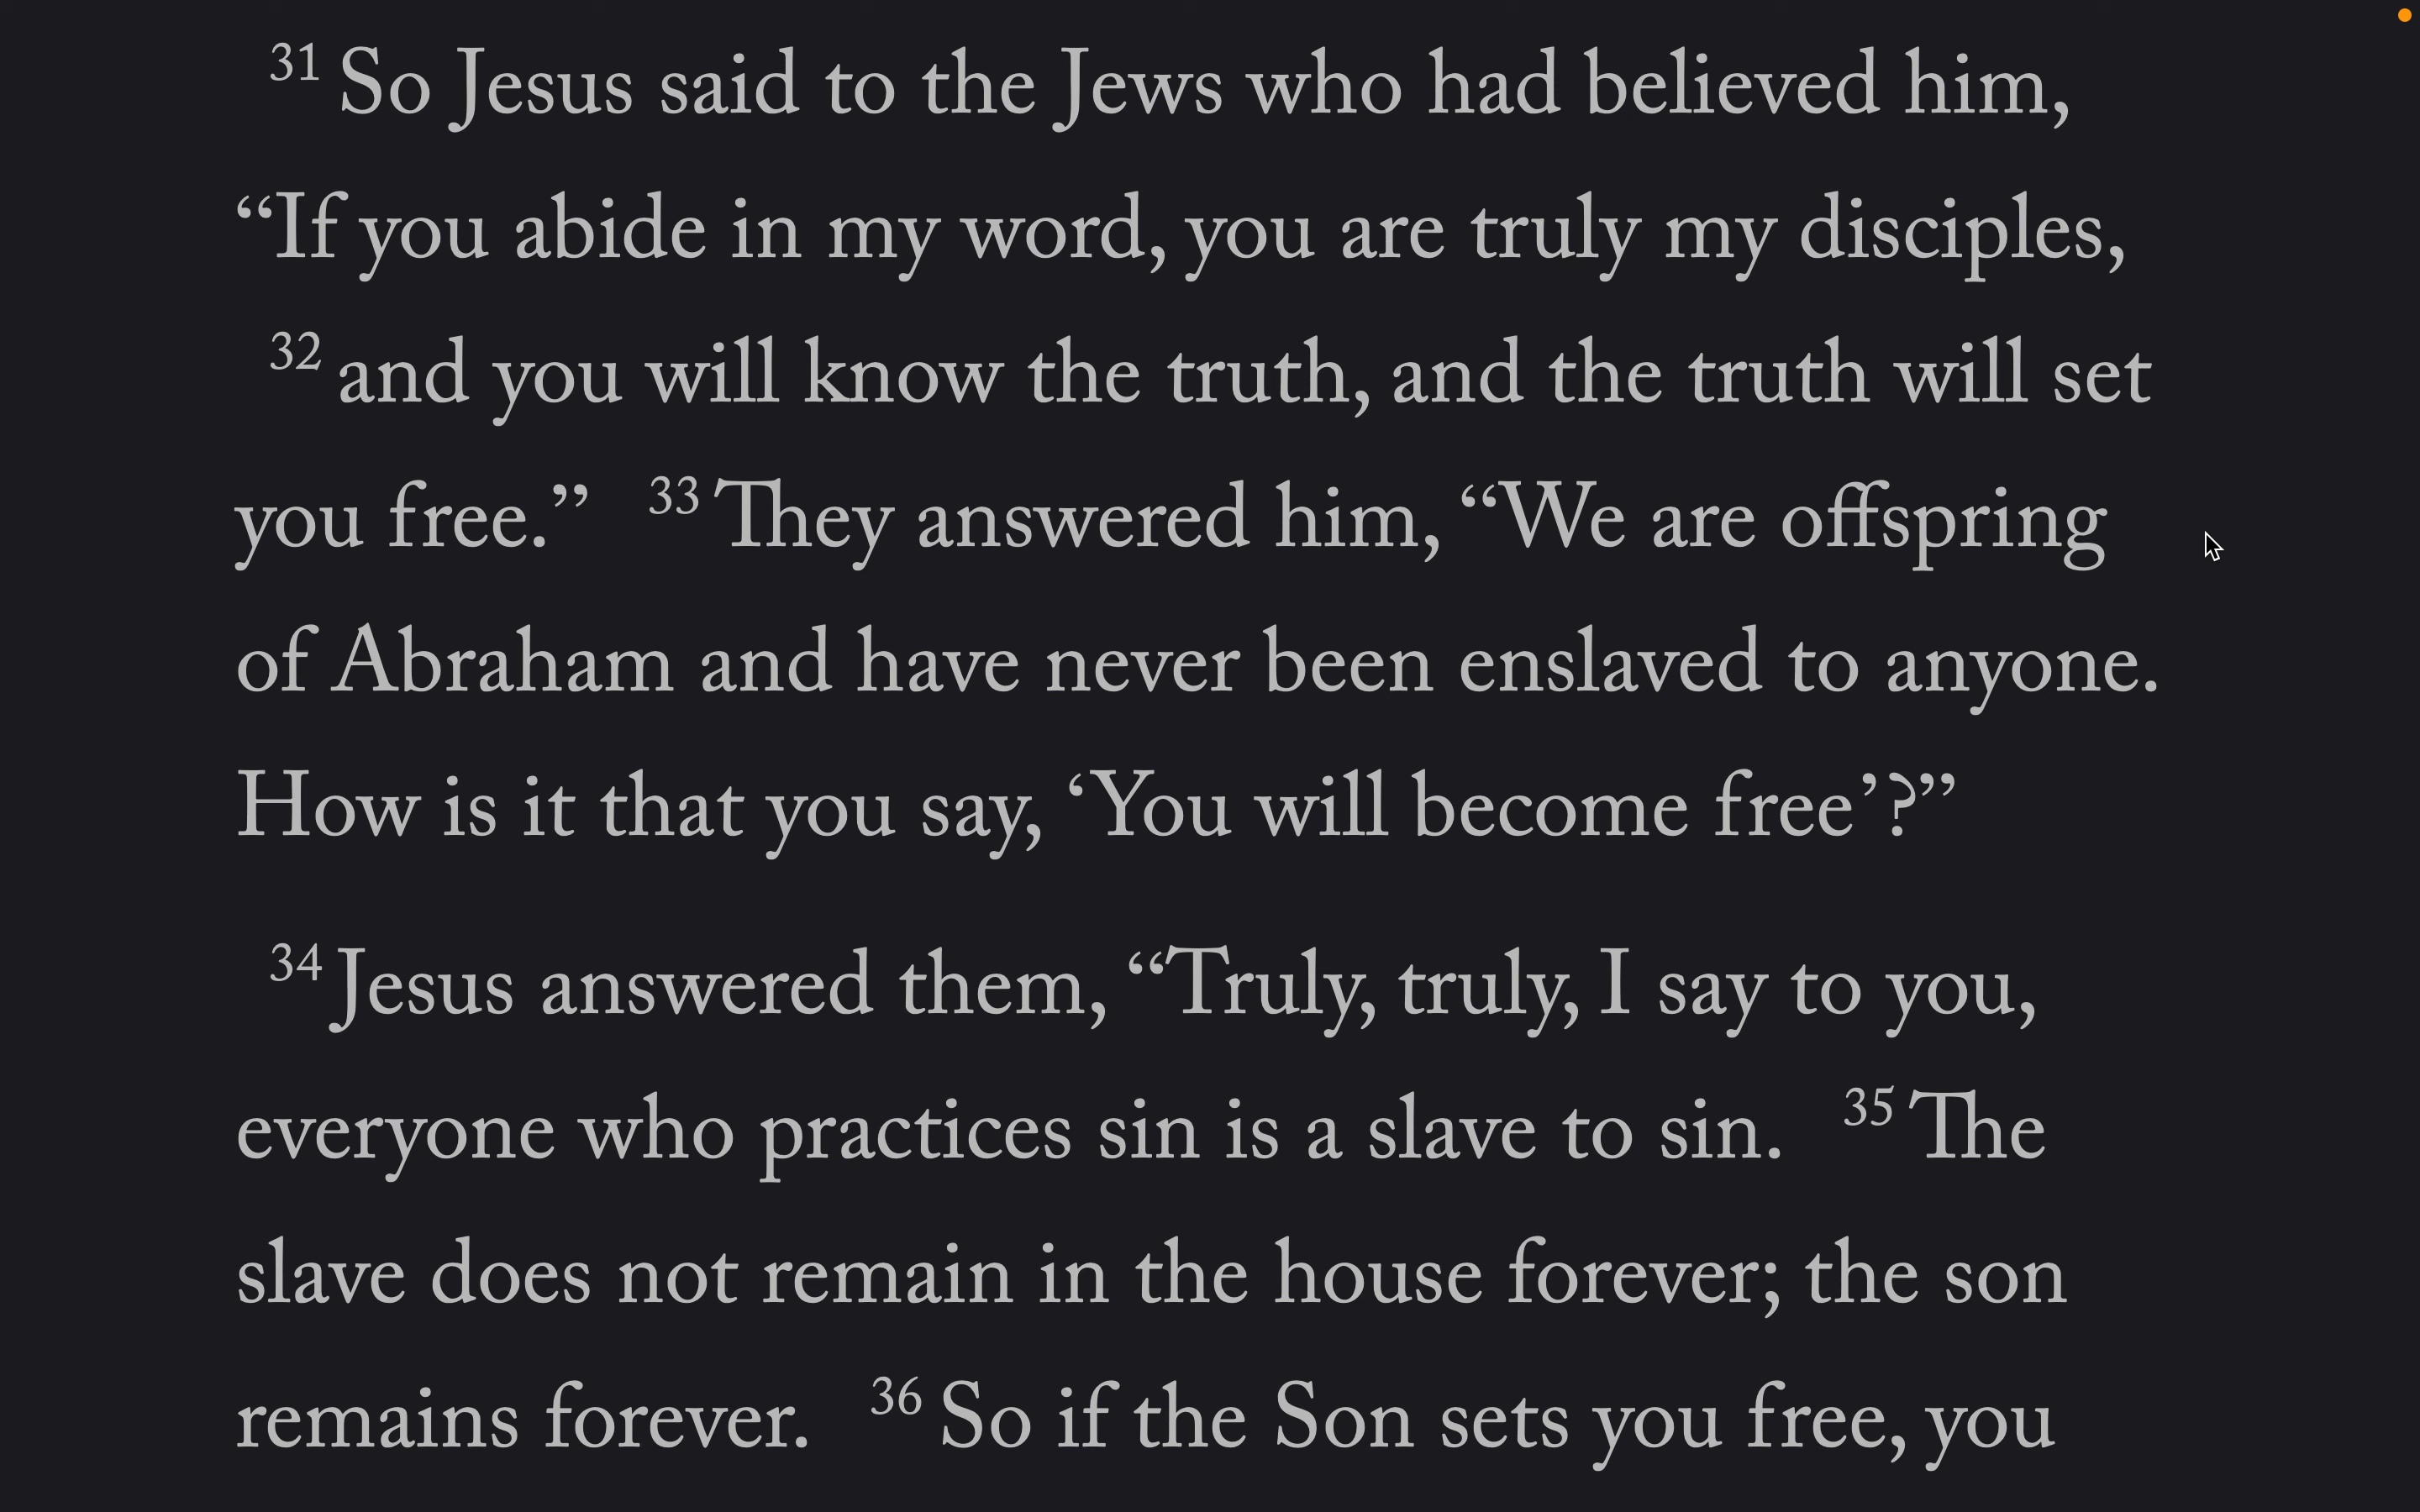 31 So Jesus said to the Jews who had believed him,
“If you abide in my word, you are truly my disciples,
32 and you will know the truth, and the truth will set
you free.” 33 They answered him, “We are offspring
of Abraham and have never been enslaved to anyone.
How is it that you say, ‘You will become free’?”
34 Jesus answered them, “Truly, truly, I say to you,
everyone who practices sin is a slave to sin. 35 The
slave does not remain in the house forever; the son
remains forever. 36 So if the Son sets you free, you